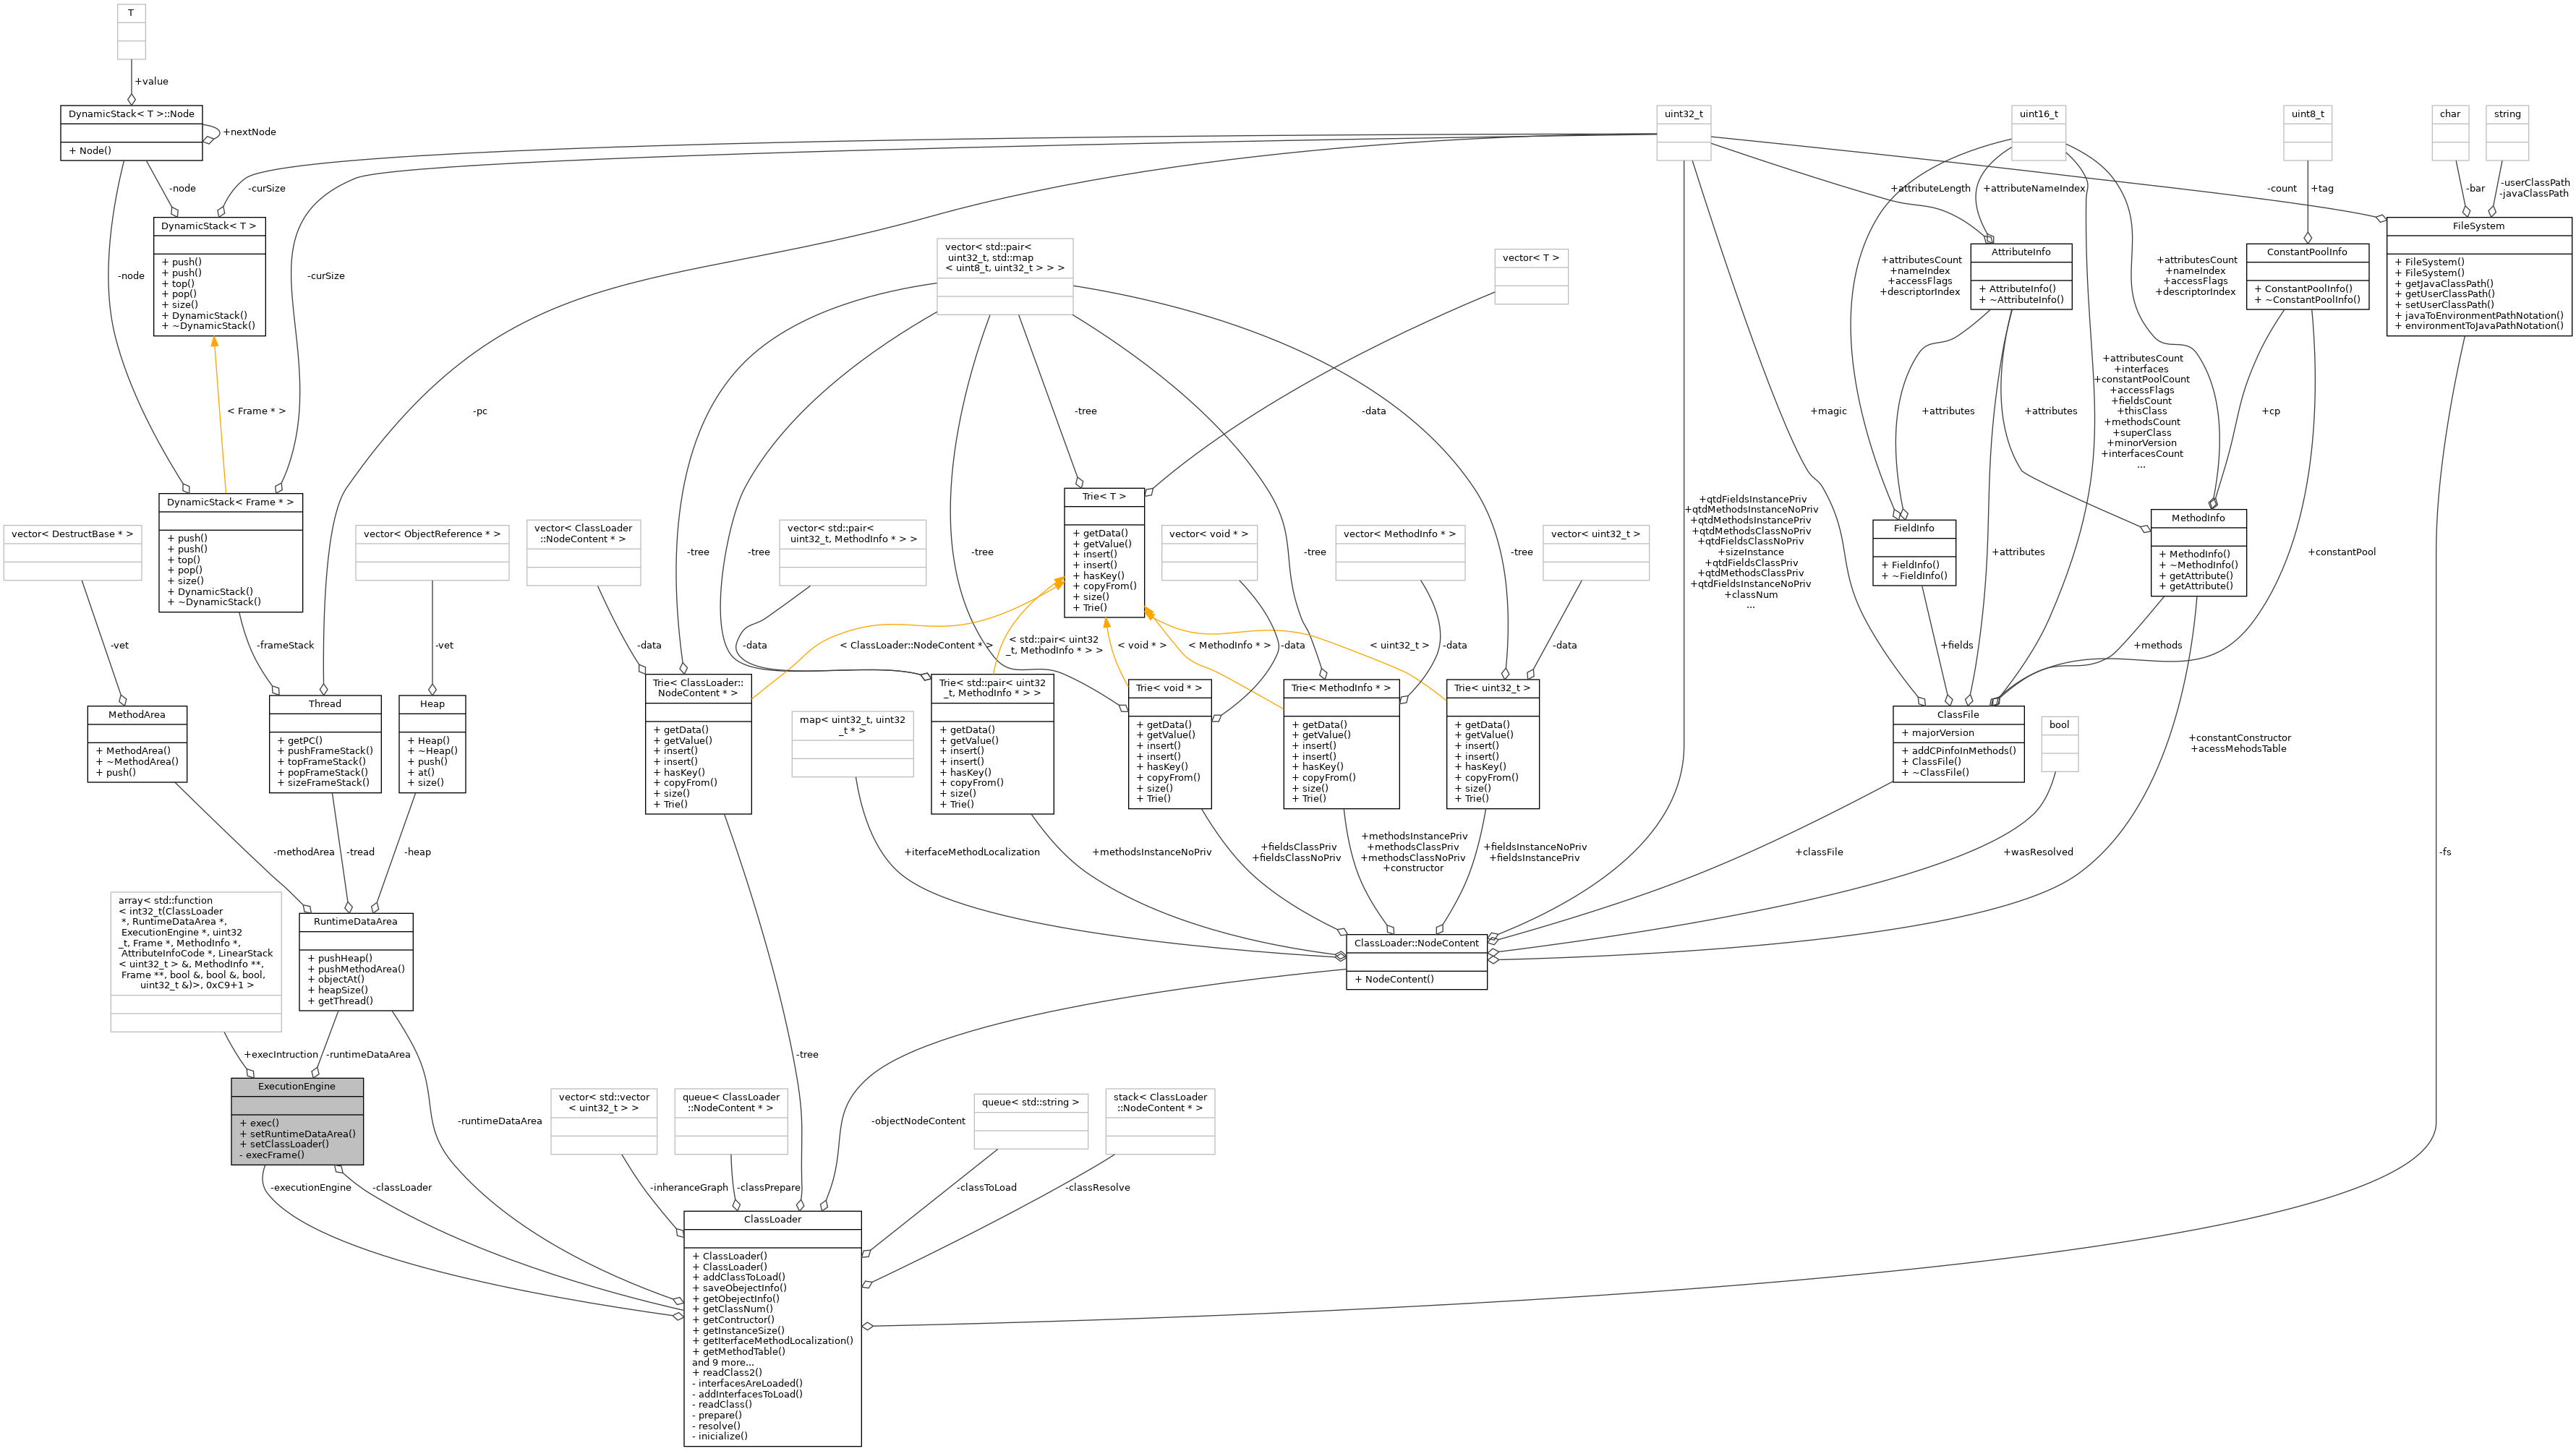 T
+value
DynamicStack< T >::Node
+ Node()
+nextNode
uint32_t
uint16_t
uint8_t
char
string
-node
-curSize
+attributeLength
+attributeNameIndex
-count
+tag
-bar
-userClassPath
-javaClassPath
DynamicStack< T >
+ push()
+ push()
+ top()
+ pop()
+ size()
+ DynamicStack()
+ ~DynamicStack()
-node
-curSize
vector< std::pair<
uint32_t, std::map
< uint8_t, uint32_t > > >
vector< T >
+attributesCount
+nameIndex
+accessFlags
+descriptorIndex
AttributeInfo
+ AttributeInfo()
+ ~AttributeInfo()
+attributesCount
+nameIndex
+accessFlags
+descriptorIndex
ConstantPoolInfo
+ ConstantPoolInfo()
+ ~ConstantPoolInfo()
FileSystem
+ FileSystem()
+ FileSystem()
+ getJavaClassPath()
+ getUserClassPath()
+ setUserClassPath()
+ javaToEnvironmentPathNotation()
+ environmentToJavaPathNotation()
< Frame * >
-pc
-tree
-data
+magic
+attributes
+attributes
+attributesCount
+interfaces
+constantPoolCount
+accessFlags
+fieldsCount
+thisClass
+methodsCount
+superClass
+minorVersion
+interfacesCount
...
+cp
vector< DestructBase * >
DynamicStack< Frame * >
+ push()
+ push()
+ top()
+ pop()
+ size()
+ DynamicStack()
+ ~DynamicStack()
vector< ObjectReference * >
vector< ClassLoader
::NodeContent * >
-tree
vector< std::pair<
uint32_t, MethodInfo * > >
-tree
-tree
Trie< T >
+ getData()
+ getValue()
+ insert()
+ insert()
+ hasKey()
+ copyFrom()
+ size()
+ Trie()
vector< void * >
-tree
vector< MethodInfo * >
-tree
vector< uint32_t >
+qtdFieldsInstancePriv
+qtdMethodsInstanceNoPriv
+qtdMethodsInstancePriv
+qtdMethodsClassNoPriv
+qtdFieldsClassNoPriv
+sizeInstance
+qtdFieldsClassPriv
+qtdMethodsClassPriv
+qtdFieldsInstanceNoPriv
+classNum
...
FieldInfo
+ FieldInfo()
+ ~FieldInfo()
+attributes
MethodInfo
+ MethodInfo()
+ ~MethodInfo()
+ getAttribute()
+ getAttribute()
+constantPool
-vet
-frameStack
-vet
-data
-data
< ClassLoader::NodeContent * >
< std::pair< uint32
_t, MethodInfo * > >
< void * >
< MethodInfo * >
-data
< uint32_t >
-data
-data
+fields
+methods
MethodArea
+ MethodArea()
+ ~MethodArea()
+ push()
Thread
+ getPC()
+ pushFrameStack()
+ topFrameStack()
+ popFrameStack()
+ sizeFrameStack()
Heap
+ Heap()
+ ~Heap()
+ push()
+ at()
+ size()
Trie< ClassLoader::
NodeContent * >
+ getData()
+ getValue()
+ insert()
+ insert()
+ hasKey()
+ copyFrom()
+ size()
+ Trie()
map< uint32_t, uint32
_t * >
Trie< std::pair< uint32
_t, MethodInfo * > >
+ getData()
+ getValue()
+ insert()
+ insert()
+ hasKey()
+ copyFrom()
+ size()
+ Trie()
Trie< void * >
+ getData()
+ getValue()
+ insert()
+ insert()
+ hasKey()
+ copyFrom()
+ size()
+ Trie()
Trie< MethodInfo * >
+ getData()
+ getValue()
+ insert()
+ insert()
+ hasKey()
+ copyFrom()
+ size()
+ Trie()
Trie< uint32_t >
+ getData()
+ getValue()
+ insert()
+ insert()
+ hasKey()
+ copyFrom()
+ size()
+ Trie()
ClassFile
+ majorVersion
+ addCPinfoInMethods()
+ ClassFile()
+ ~ClassFile()
bool
+constantConstructor
+acessMehodsTable
-methodArea
-tread
-heap
+iterfaceMethodLocalization
+methodsInstanceNoPriv
+fieldsClassPriv
+fieldsClassNoPriv
+methodsInstancePriv
+methodsClassPriv
+methodsClassNoPriv
+constructor
+fieldsInstanceNoPriv
+fieldsInstancePriv
+classFile
+wasResolved
-fs
array< std::function
< int32_t(ClassLoader
*, RuntimeDataArea *,
ExecutionEngine *, uint32
_t, Frame *, MethodInfo *,
AttributeInfoCode *, LinearStack
< uint32_t > &, MethodInfo **,
Frame **, bool &, bool &, bool,
uint32_t &)>, 0xC9+1 >
RuntimeDataArea
+ pushHeap()
+ pushMethodArea()
+ objectAt()
+ heapSize()
+ getThread()
ClassLoader::NodeContent
+ NodeContent()
+execIntruction
-runtimeDataArea
-tree
ExecutionEngine
+ exec()
+ setRuntimeDataArea()
+ setClassLoader()
- execFrame()
-runtimeDataArea
vector< std::vector
< uint32_t > >
queue< ClassLoader
::NodeContent * >
-objectNodeContent
queue< std::string >
stack< ClassLoader
::NodeContent * >
-executionEngine
-classLoader
-inheranceGraph
-classPrepare
-classToLoad
-classResolve
ClassLoader
+ ClassLoader()
+ ClassLoader()
+ addClassToLoad()
+ saveObejectInfo()
+ getObejectInfo()
+ getClassNum()
+ getContructor()
+ getInstanceSize()
+ getIterfaceMethodLocalization()
+ getMethodTable()
and 9 more...
+ readClass2()
- interfacesAreLoaded()
- addInterfacesToLoad()
- readClass()
- prepare()
- resolve()
- inicialize()